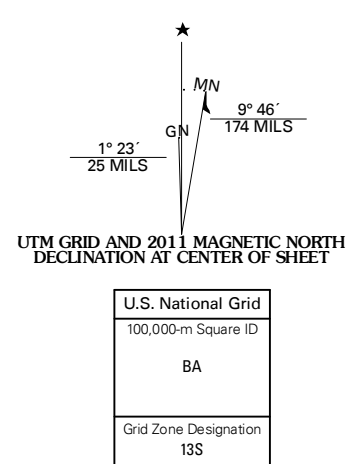 MN
9° 46´
174 MILS
GN
1° 23´
25 MILS
UTM GRID AND 2011 MAGNETIC NORTH
DECLINATION AT CENTER OF SHEET
U.S. National Grid
100,000-m Square ID
BA
Grid Zone Designation
13S